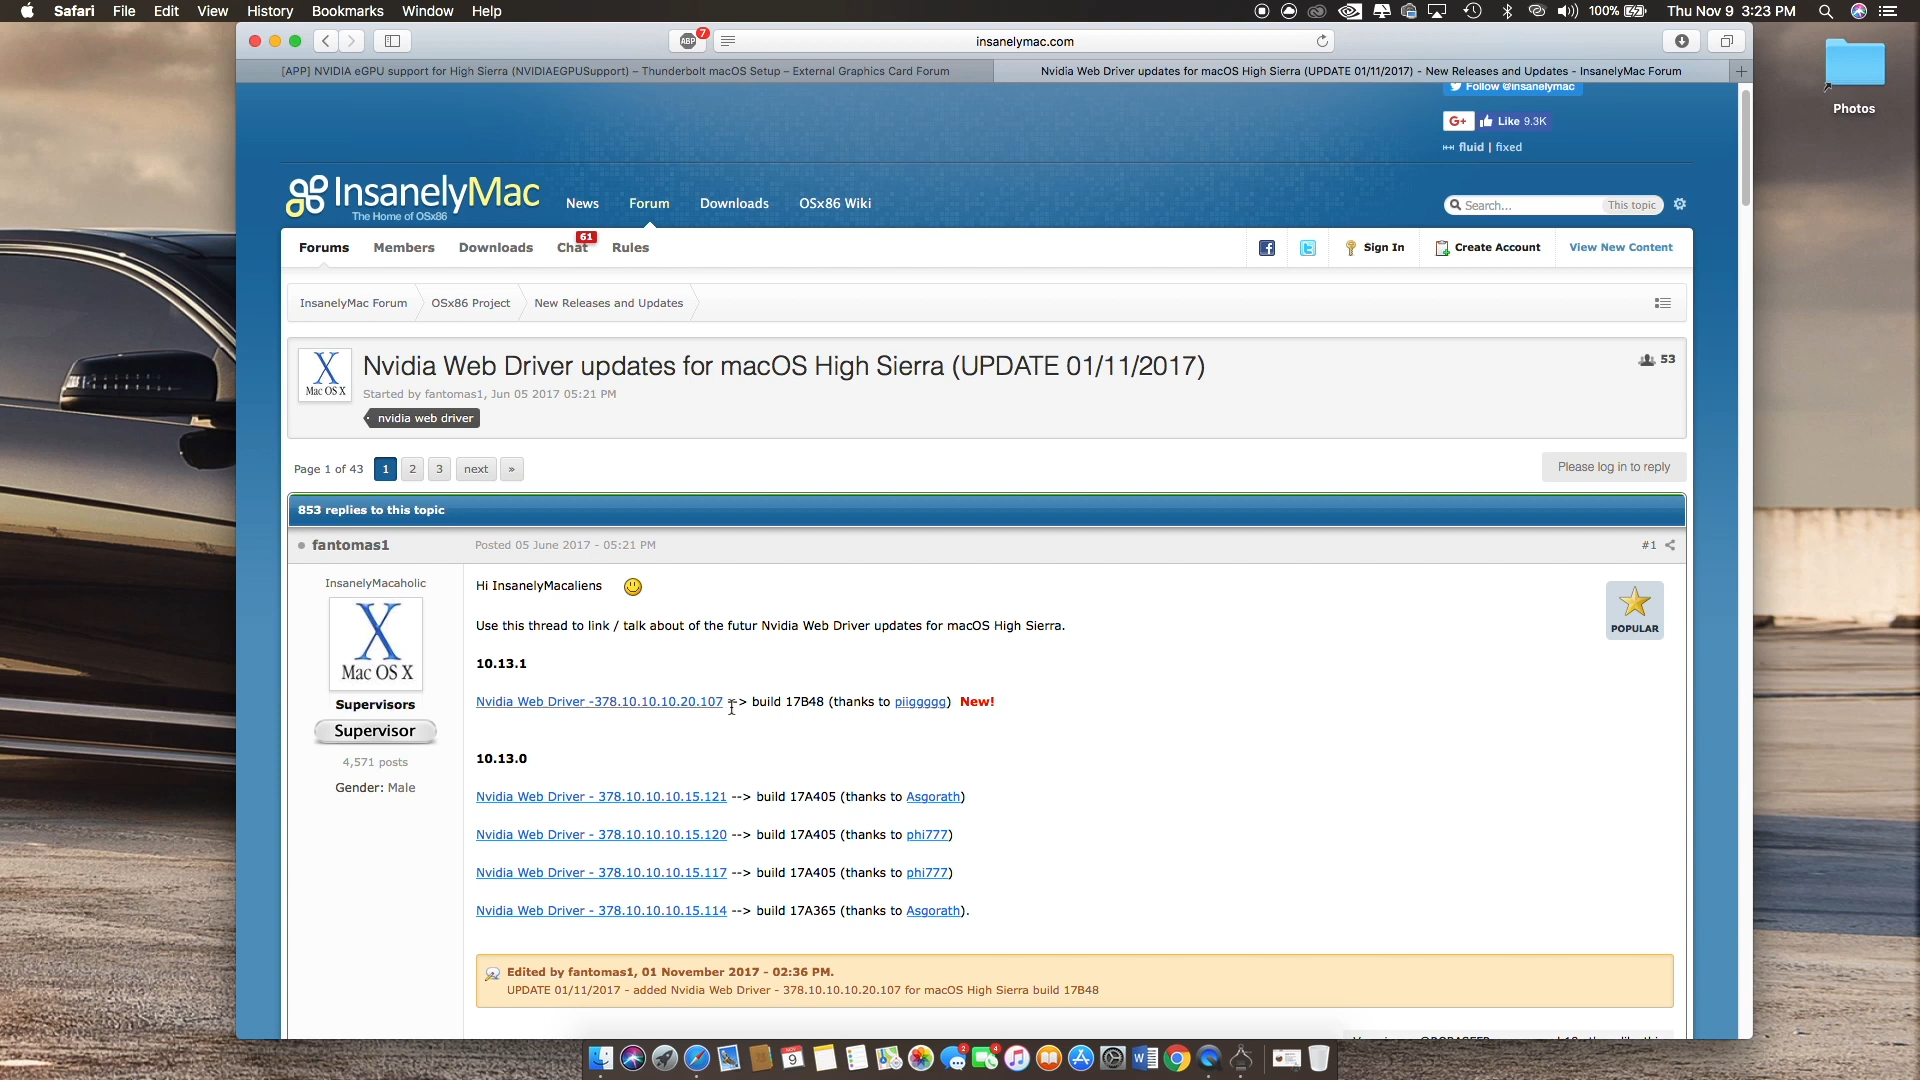 Safari File Edit View History Bookmarks Window Help 100% Thu Nov 9 3:23 PM
ABP 7 insanelymac.com
[APP] NVIDIA eGPU support for High Sierra (NVIDIAEGPUSupport) – Thunderbolt macOS Setup – External Graphics Card Forum
Nvidia Web Driver updates for macOS High Sierra (UPDATE 01/11/2017) - New Releases and Updates - InsanelyMac Forum
Photos
Follow @insanelymac
G+ Like 9.3K
fluid | fixed
InsanelyMac
The Home of OSx86
News Forum Downloads OSx86 Wiki
Search... This topic
Forums Members Downloads Chat 61 Rules
Sign In Create Account View New Content
InsanelyMac Forum OSx86 Project New Releases and Updates
X
Mac OS X
Nvidia Web Driver updates for macOS High Sierra (UPDATE 01/11/2017)
53
Started by fantomas1, Jun 05 2017 05:21 PM
nvidia web driver
Page 1 of 43 1 2 3 next »
Please log in to reply
853 replies to this topic
fantomas1 Posted 05 June 2017 - 05:21 PM #1
InsanelyMacaholic
X
Mac OS X
Supervisors
Supervisor
4,571 posts
Gender: Male
Hi InsanelyMacaliens
POPULAR
Use this thread to link / talk about of the futur Nvidia Web Driver updates for macOS High Sierra.
10.13.1
Nvidia Web Driver -378.10.10.10.20.107 --> build 17B48 (thanks to piiggggg) New!
10.13.0
Nvidia Web Driver - 378.10.10.10.15.121 --> build 17A405 (thanks to Asgorath)
Nvidia Web Driver - 378.10.10.10.15.120 --> build 17A405 (thanks to phi777)
Nvidia Web Driver - 378.10.10.10.15.117 --> build 17A405 (thanks to phi777)
Nvidia Web Driver - 378.10.10.10.15.114 --> build 17A365 (thanks to Asgorath).
Edited by fantomas1, 01 November 2017 - 02:36 PM.
UPDATE 01/11/2017 - added Nvidia Web Driver - 378.10.10.10.20.107 for macOS High Sierra build 17B48
NOV
9
2
4